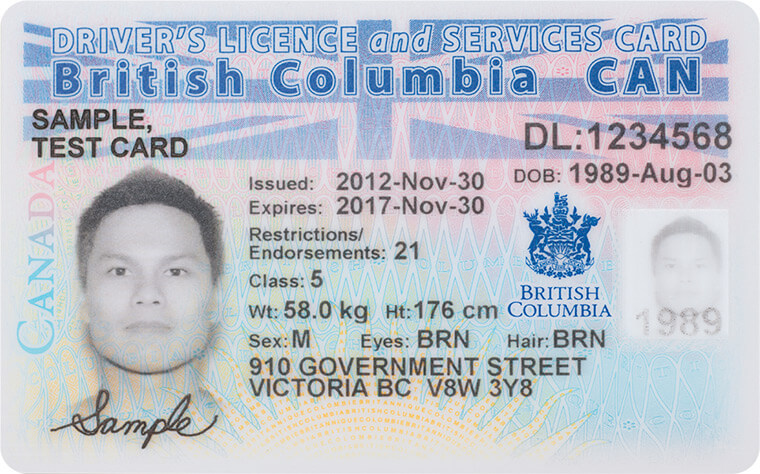 DRIVER'S LICENCE and SERVICES CARD
British Columbia CAN
SAMPLE,
TEST CARD
DL:1234568
DOB: 1989-Aug-03
Issued: 2012-Nov-30
Expires: 2017-Nov-30
Restrictions/
Endorsements: 21
Class: 5
Wt: 58.0 kg Ht: 176 cm
Sex: M Eyes: BRN Hair: BRN
910 GOVERNMENT STREET
VICTORIA BC V8W 3Y8
BRITISH
COLUMBIA
1989
CANADA
Sample